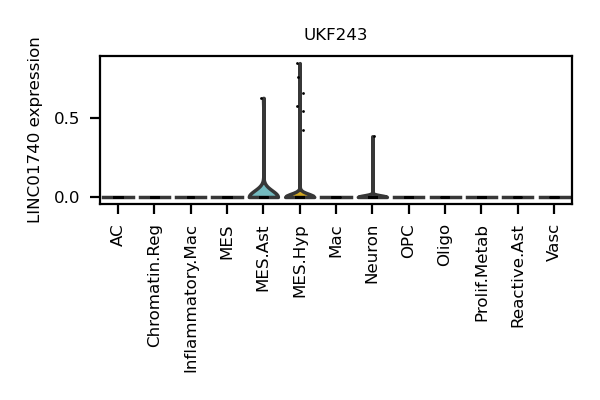 UKF243
LINC01740 expression
0.5
0.0
AC
Chromatin.Reg
Inflammatory.Mac
MES
MES.Ast
MES.Hyp
Mac
Neuron
OPC
Oligo
Prolif.Metab
Reactive.Ast
Vasc